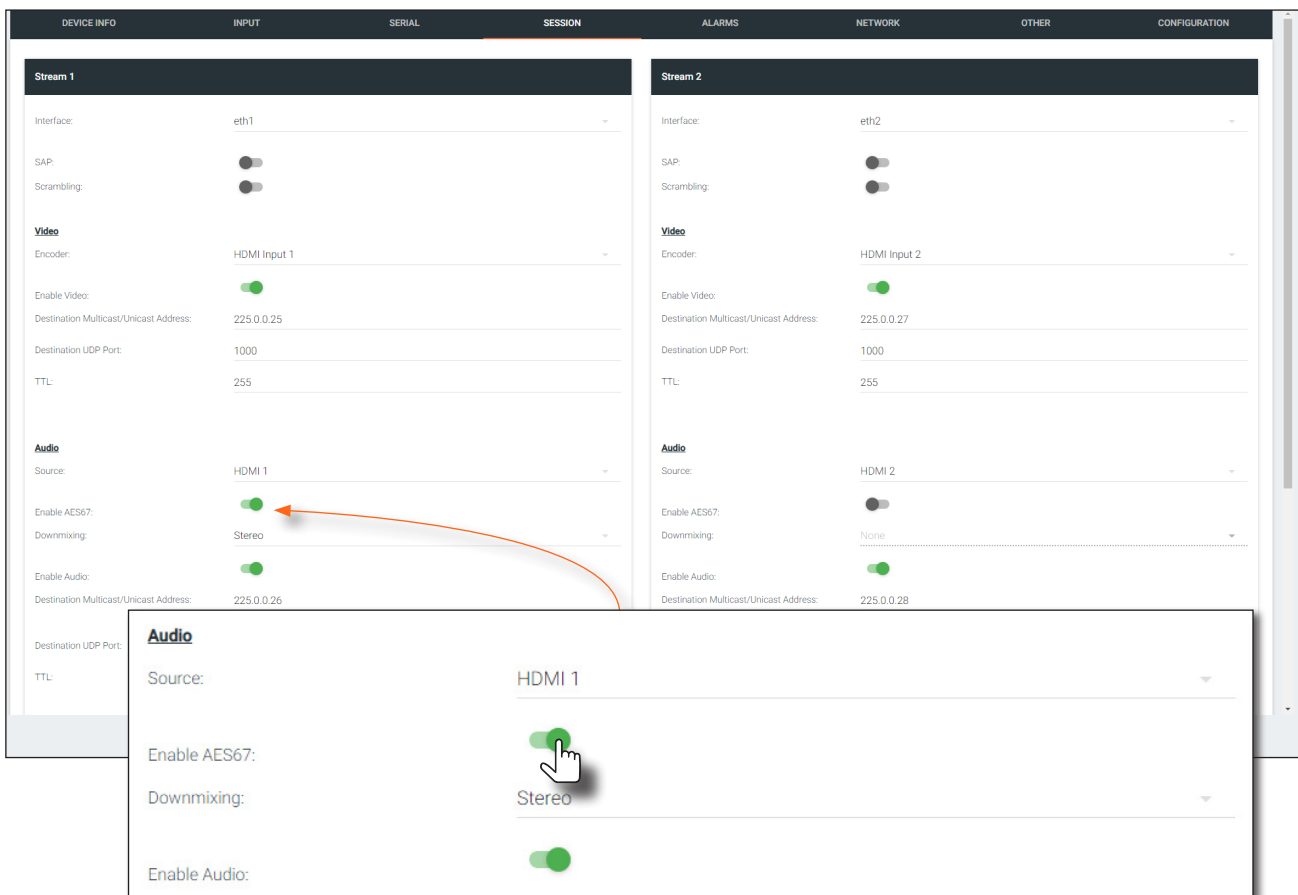 DEVICE INFO INPUT SERIAL SESSION ALARMS NETWORK OTHER CONFIGURATION
Stream 1
Interface: eth1
SAP:
Scrambling:
Video
Encoder: HDMI Input 1
Enable Video:
Destination Multicast/Unicast Address: 225.0.0.25
Destination UDP Port: 1000
TTL: 255
Audio
Source: HDMI 1
Enable AES67:
Downmixing: Stereo
Enable Audio:
Destination Multicast/Unicast Address: 225.0.0.26
Destination UDP Port:
TTL:
Stream 2
Interface: eth2
SAP:
Scrambling:
Video
Encoder: HDMI Input 2
Enable Video:
Destination Multicast/Unicast Address: 225.0.0.27
Destination UDP Port: 1000
TTL: 255
Audio
Source: HDMI 2
Enable AES67:
Downmixing: None
Enable Audio:
Destination Multicast/Unicast Address: 225.0.0.28
Audio
Source: HDMI 1
Enable AES67:
Downmixing: Stereo
Enable Audio: